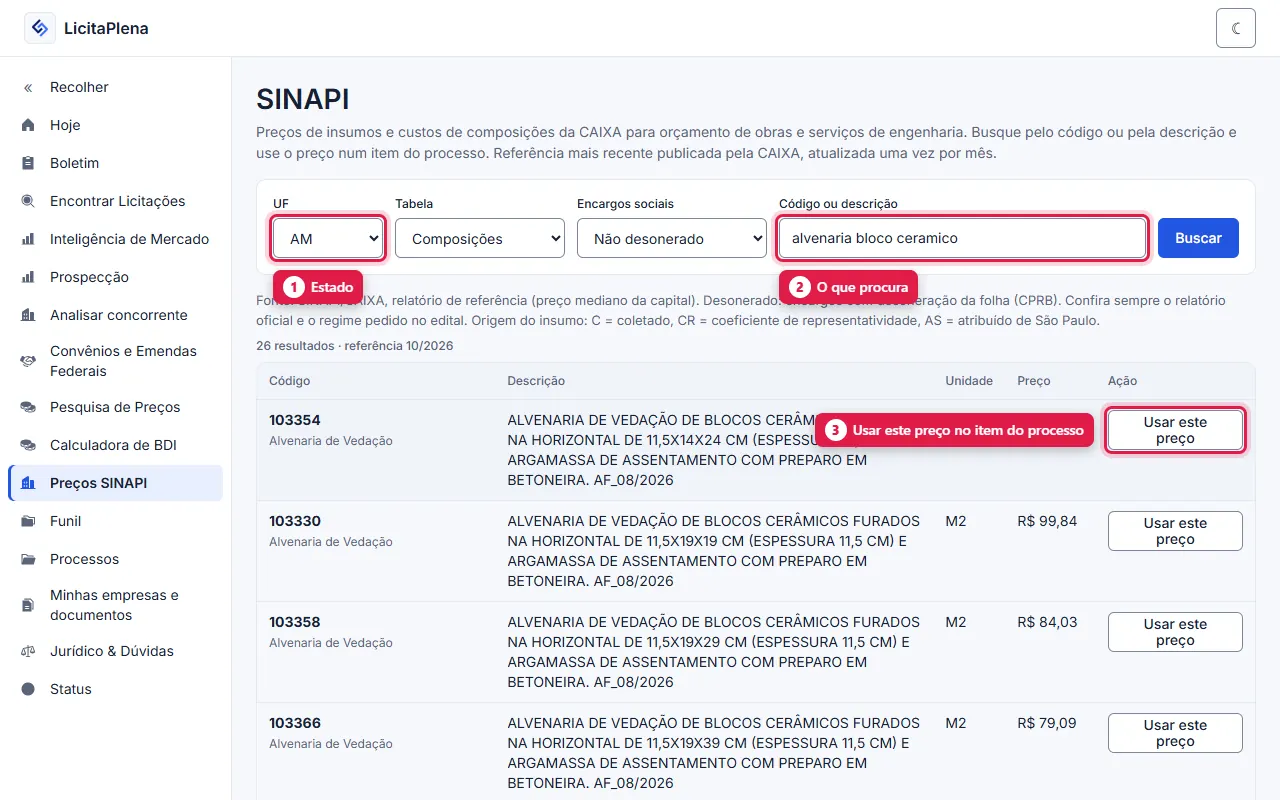 LicitaPlena
Recolher
Hoje
Boletim
Encontrar Licitações
Inteligência de Mercado
Prospecção
Analisar concorrente
Convênios e Emendas
Federais
Pesquisa de Preços
Calculadora de BDI
Preços SINAPI
Funil
Processos
Minhas empresas e
documentos
Jurídico & Dúvidas
Status
SINAPI
Preços de insumos e custos de composições da CAIXA para orçamento de obras e serviços de engenharia. Busque pelo código ou pela descrição e
use o preço num item do processo. Referência mais recente publicada pela CAIXA, atualizada uma vez por mês.
UF
Tabela
Encargos sociais
Código ou descrição
AM
Composições
Não desonerado
alvenaria bloco ceramico
Buscar
1 Estado
2 O que procura
CAIXA, relatório de referência (preço mediano da capital). Desonerado: da folha (CPRB). Confira sempre o relatório
oficial e o regime pedido no edital. Origem do insumo: C = coletado, CR = coeficiente de representatividade, AS = atribuído de São Paulo.
26 resultados · referência 10/2026
Código Descrição Unidade Preço Ação
103354
Alvenaria de Vedação
ALVENARIA DE VEDAÇÃO DE BLOCOS
NA HORIZONTAL DE 11,5X14X24 CM
ARGAMASSA DE ASSENTAMENTO COM PREPARO EM
BETONEIRA. AF_08/2026
3 Usar este preço no item do processo
Usar este
preço
103330
Alvenaria de Vedação
ALVENARIA DE VEDAÇÃO DE BLOCOS CERÂMICOS FURADOS
NA HORIZONTAL DE 11,5X19X19 CM (ESPESSURA 11,5 CM) E
ARGAMASSA DE ASSENTAMENTO COM PREPARO EM
BETONEIRA. AF_08/2026
M2
R$ 99,84
Usar este
preço
103358
Alvenaria de Vedação
ALVENARIA DE VEDAÇÃO DE BLOCOS CERÂMICOS FURADOS
NA HORIZONTAL DE 11,5X19X29 CM (ESPESSURA 11,5 CM) E
ARGAMASSA DE ASSENTAMENTO COM PREPARO EM
BETONEIRA. AF_08/2026
M2
R$ 84,03
Usar este
preço
103366
Alvenaria de Vedação
ALVENARIA DE VEDAÇÃO DE BLOCOS CERÂMICOS FURADOS
NA HORIZONTAL DE 11,5X19X39 CM (ESPESSURA 11,5 CM) E
ARGAMASSA DE ASSENTAMENTO COM PREPARO EM
BETONEIRA. AF_08/2026
M2
R$ 79,09
Usar este
preço